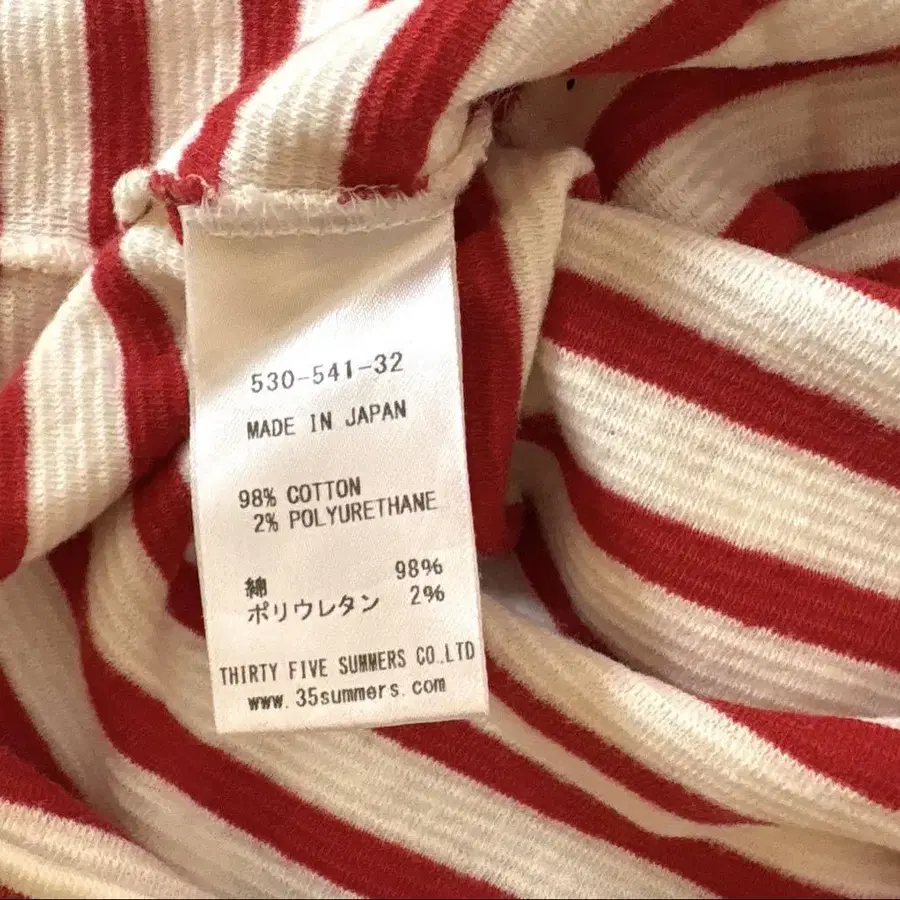 530-541-32
MADE IN JAPAN
98% COTTON
2% POLYURETHANE
綿 98%
ポリウレタン 2%
THIRTY FIVE SUMMERS CO.,LTD
www.35summers.com